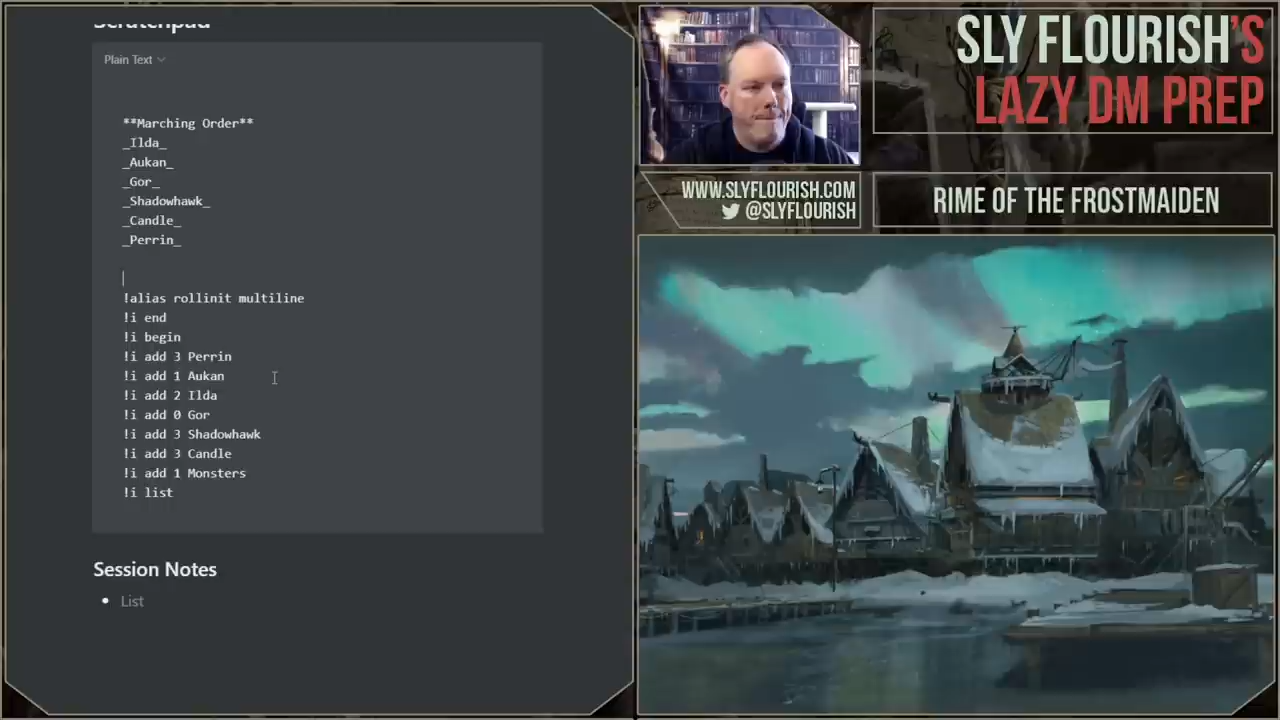 Scratchpad
Plain Text
**Marching Order**
_Ilda_
_Aukan_
_Gor_
_Shadowhawk_
_Candle_
_Perrin_
!alias rollinit multiline
!i end
!i begin
!i add 3 Perrin
!i add 1 Aukan
!i add 2 Ilda
!i add 0 Gor
!i add 3 Shadowhawk
!i add 3 Candle
!i add 1 Monsters
!i list
Session Notes
• List
SLY FLOURISH'S
LAZY DM PREP
WWW.SLYFLOURISH.COM
@SLYFLOURISH
RIME OF THE FROSTMAIDEN